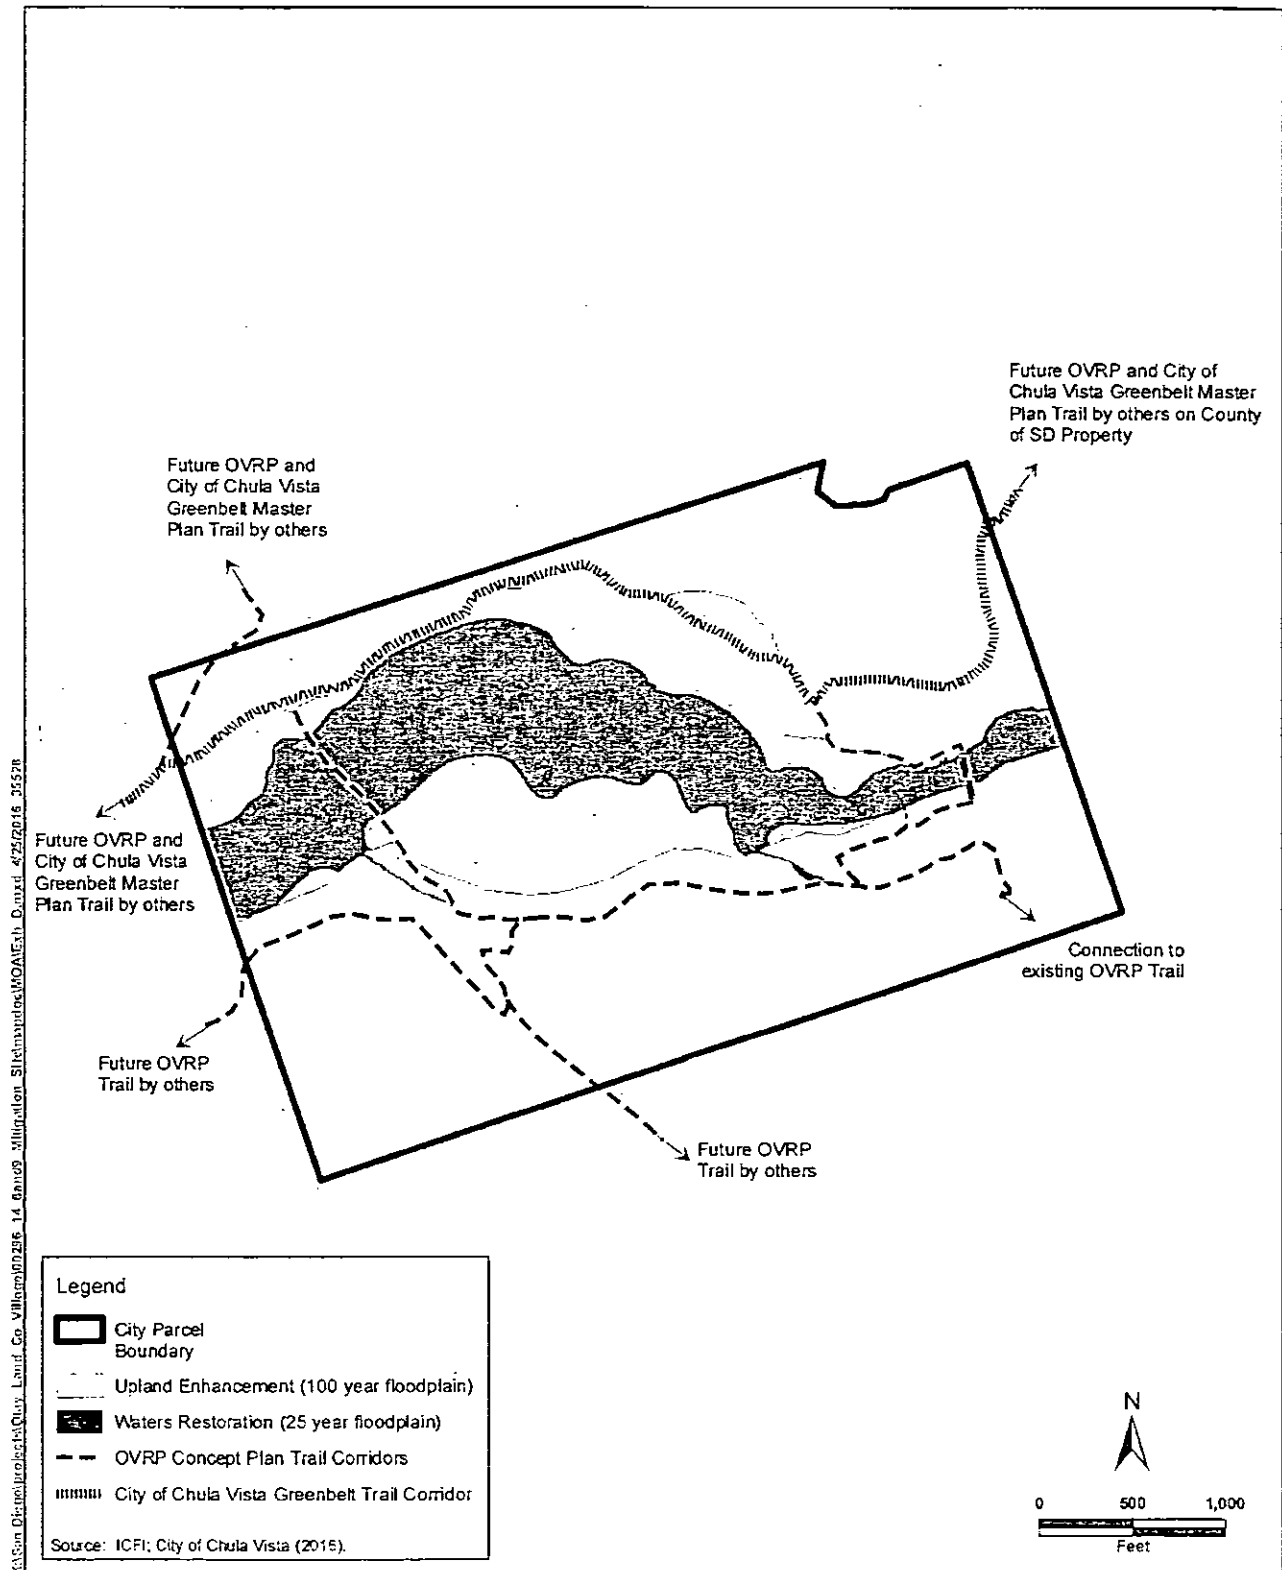 Future OVRP and City of
Chula Vista Greenbelt Master
Plan Trail by others on County
of SD Property
Future OVRP and
City of Chula Vista
Greenbelt Master
Plan Trail by others
Future OVRP and
City of Chula Vista
Greenbelt Master
Plan Trail by others
Connection to
existing OVRP Trail
Future OVRP
Trail by others
Future OVRP
Trail by others
Legend
City Parcel
Boundary
Upland Enhancement (100 year floodplain)
Waters Restoration (25 year floodplain)
OVRP Concept Plan Trail Corridors
City of Chula Vista Greenbelt Trail Corridor
Source: ICFI; City of Chula Vista (2015).
N
0 500 1,000
Feet